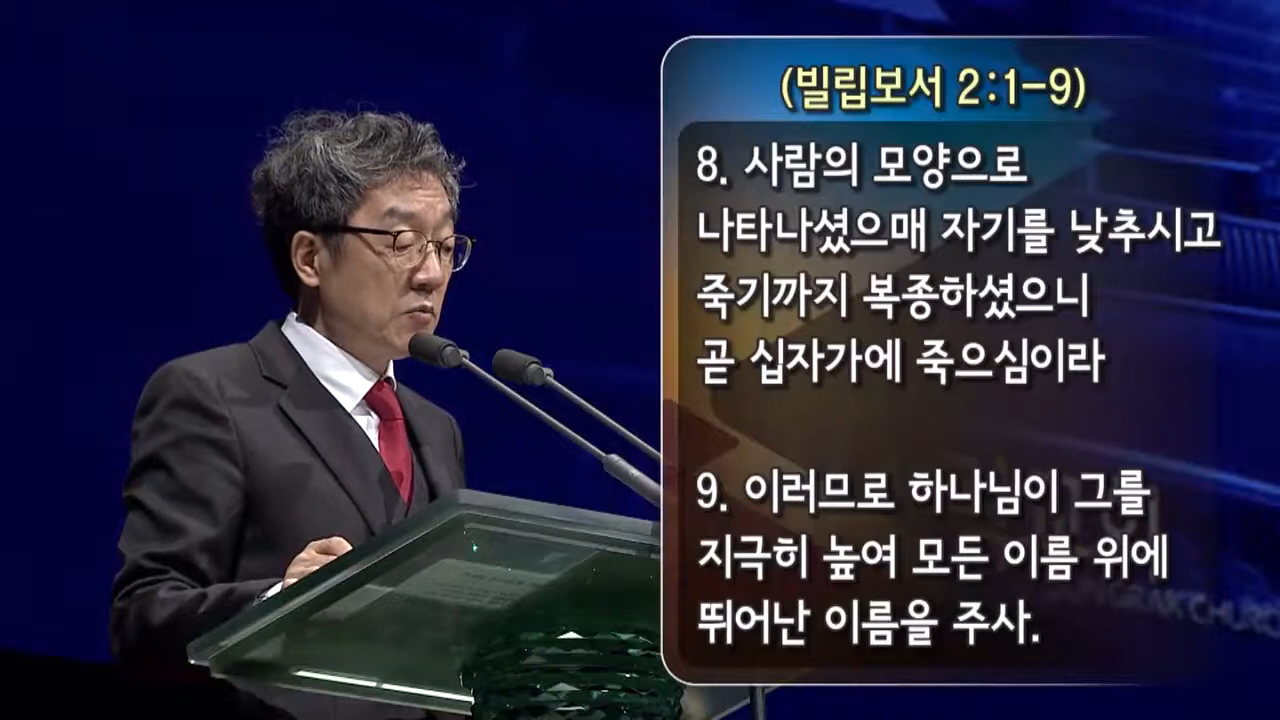 (빌립보서 2:1-9)
8. 사람의 모양으로
나타나셨으매 자기를 낮추시고
죽기까지 복종하셨으니
곧 십자가에 죽으심이라
9. 이러므로 하나님이 그를
지극히 높여 모든 이름 위에
뛰어난 이름을 주사.
CHURCH